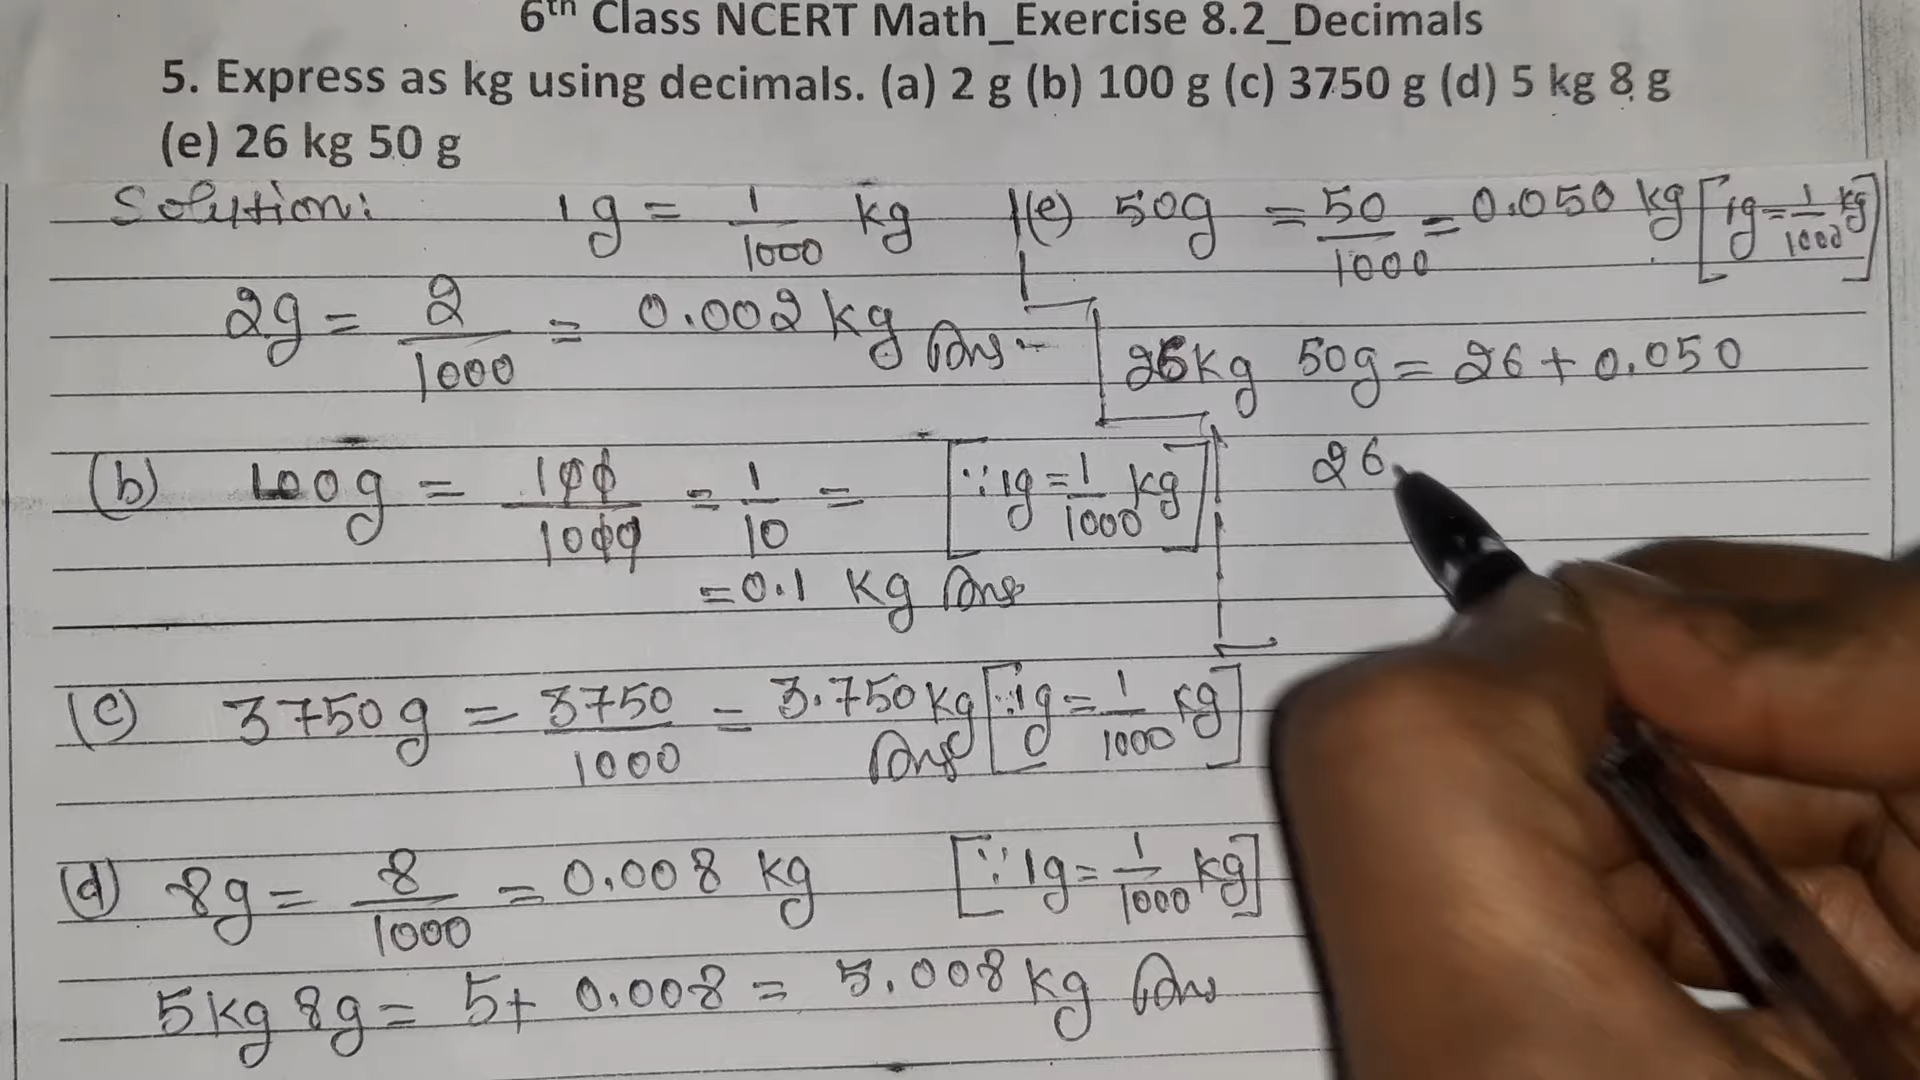 6th Class NCERT Math_Exercise 8.2_Decimals
5. Express as kg using decimals. (a) 2 g (b) 100 g (c) 3750 g (d) 5 kg 8 g
(e) 26 kg 50 g
Solution: 1g = 1/1000 kg
2g = 2/1000 = 0.002 kg Ans
(b) 100g = 100/1000 = 1/10 = [∵ 1g = 1/1000 kg]
= 0.1 kg Ans
(c) 3750g = 3750/1000 = 3.750 kg [∵ 1g = 1/1000 kg]
Ans
(d) 8g = 8/1000 = 0.008 kg [∵ 1g = 1/1000 kg]
5kg 8g = 5+ 0.008 = 5.008 kg Ans
(e) 50g = 50/1000 = 0.050 kg [1g = 1/1000 kg]
26kg 50g = 26 + 0.050
26.